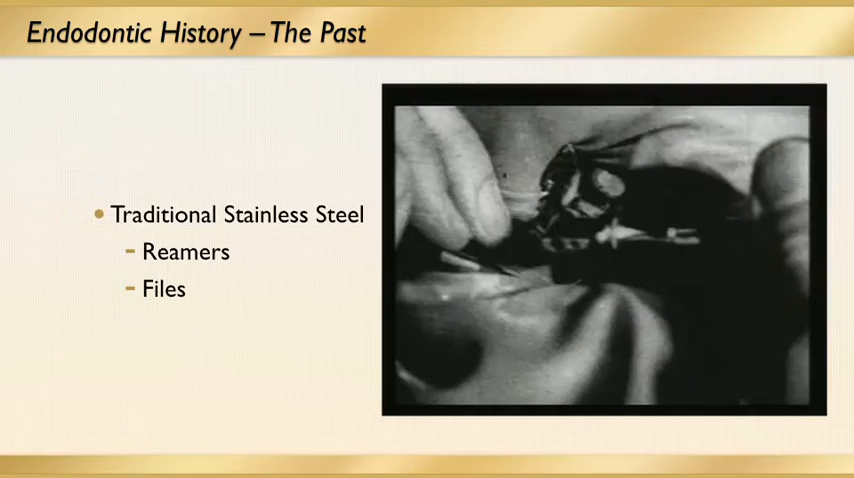 Endodontic History – The Past
• Traditional Stainless Steel
- Reamers
- Files